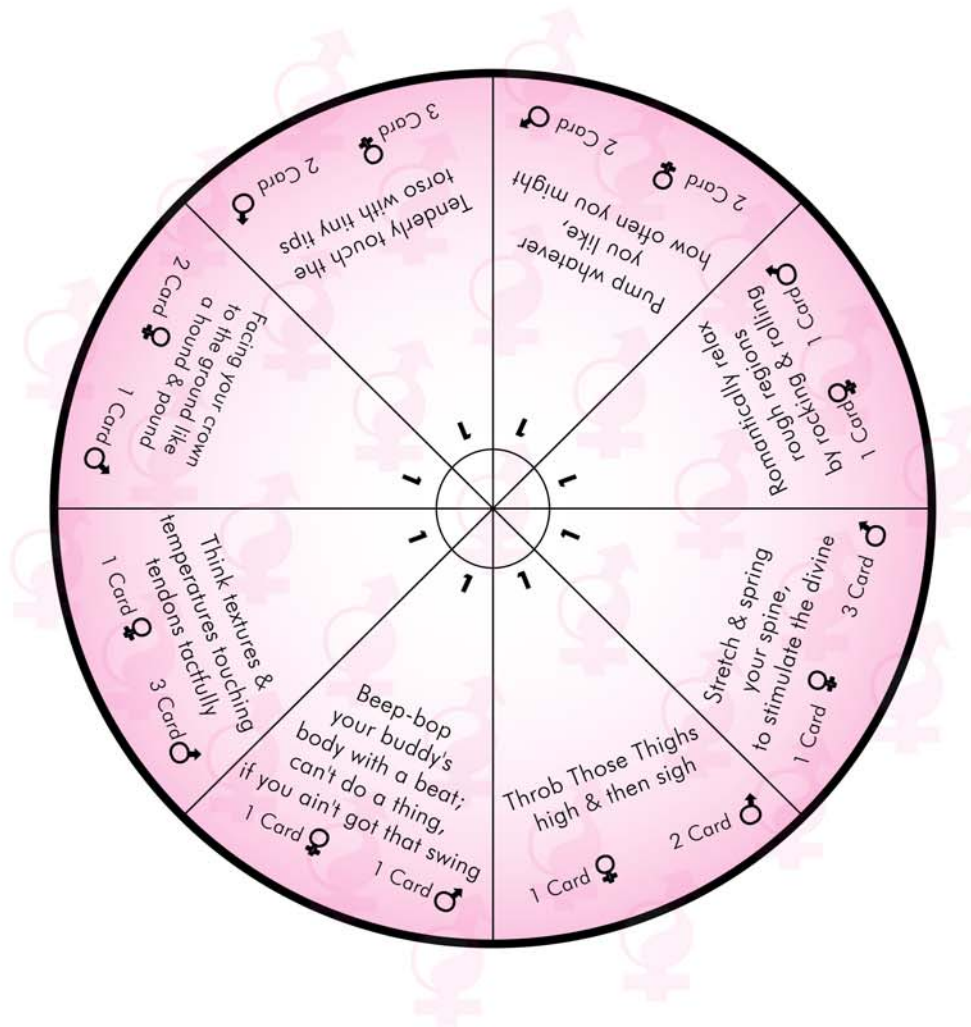 Pump whatever
you like,
how often you might
2 Card ♀
2 Card ♂
Romantically relax
rough regions
by rocking & rolling
1 Card ♀
1 Card ♂
Stretch & spring
your spine,
to stimulate the divine
1 Card ♀
3 Card ♂
Throb Those Thighs
high & then sigh
1 Card ♀
2 Card ♂
Beep-bop
your buddy's
body with a beat;
can't do a thing,
if you ain't got that swing
1 Card ♀
1 Card ♂
Think textures &
temperatures touching
tendons tactfully
1 Card ♀
3 Card ♂
Facing your crown
to the ground like
a hound & pound
2 Card ♀
1 Card ♂
Tenderly touch the
torso with tiny tips
3 Card ♀
2 Card ♂
1
1
1
1
1
1
1
1